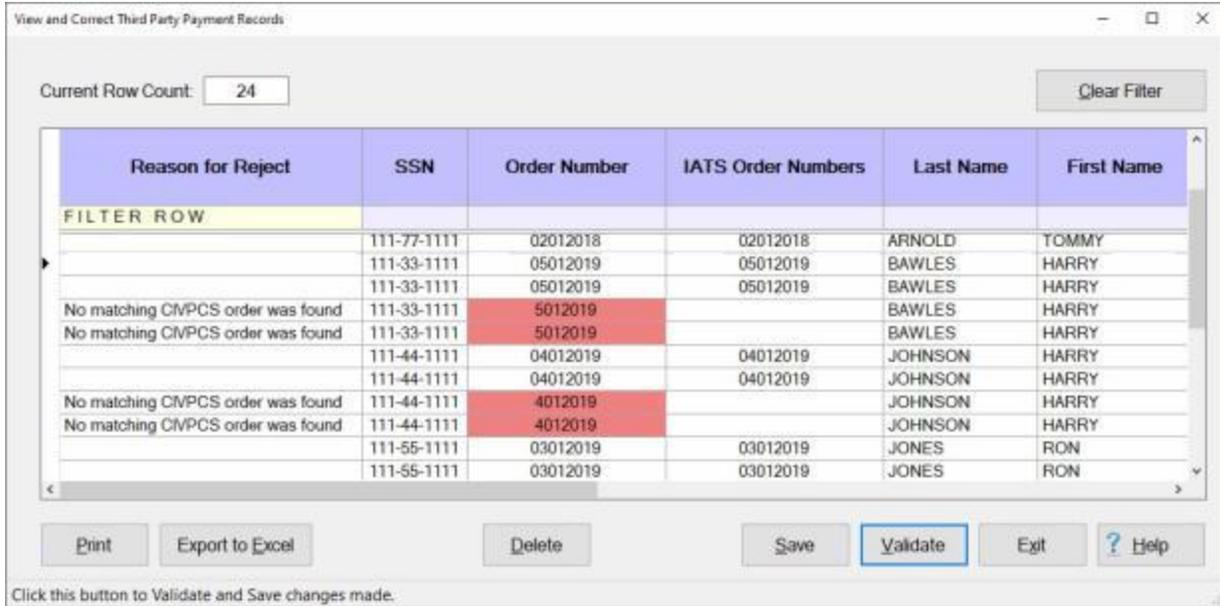 View and Correct Third Party Payment Records
Current Row Count: 24 Clear Filter
Reason for Reject SSN Order Number IATS Order Numbers Last Name First Name
FILTER ROW
111-77-1111 02012018 02012018 ARNOLD TOMMY
111-33-1111 05012019 05012019 BAWLES HARRY
111-33-1111 05012019 05012019 BAWLES HARRY
No matching CIVPCS order was found 111-33-1111 5012019 BAWLES HARRY
No matching CIVPCS order was found 111-33-1111 5012019 BAWLES HARRY
111-44-1111 04012019 04012019 JOHNSON HARRY
111-44-1111 04012019 04012019 JOHNSON HARRY
No matching CIVPCS order was found 111-44-1111 4012019 JOHNSON HARRY
No matching CIVPCS order was found 111-44-1111 4012019 JOHNSON HARRY
111-55-1111 03012019 03012019 JONES RON
111-55-1111 03012019 03012019 JONES RON
Print Export to Excel Delete Save Validate Exit ? Help
Click this button to Validate and Save changes made.